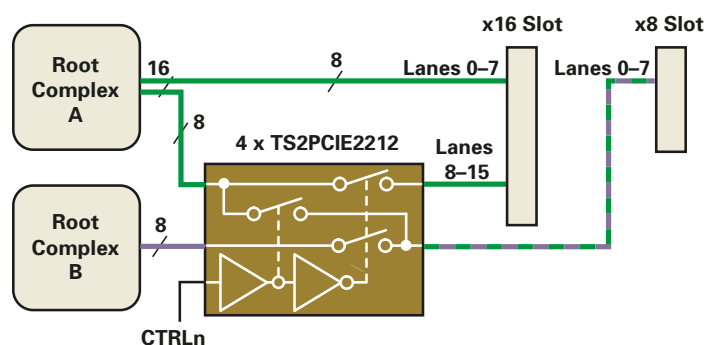 x16 Slot
x8 Slot
Root
Complex
A
16
8
Lanes 0–7
Lanes 0–7
8
4 x TS2PCIE2212
Lanes
8–15
Root
Complex
B
8
CTRLn